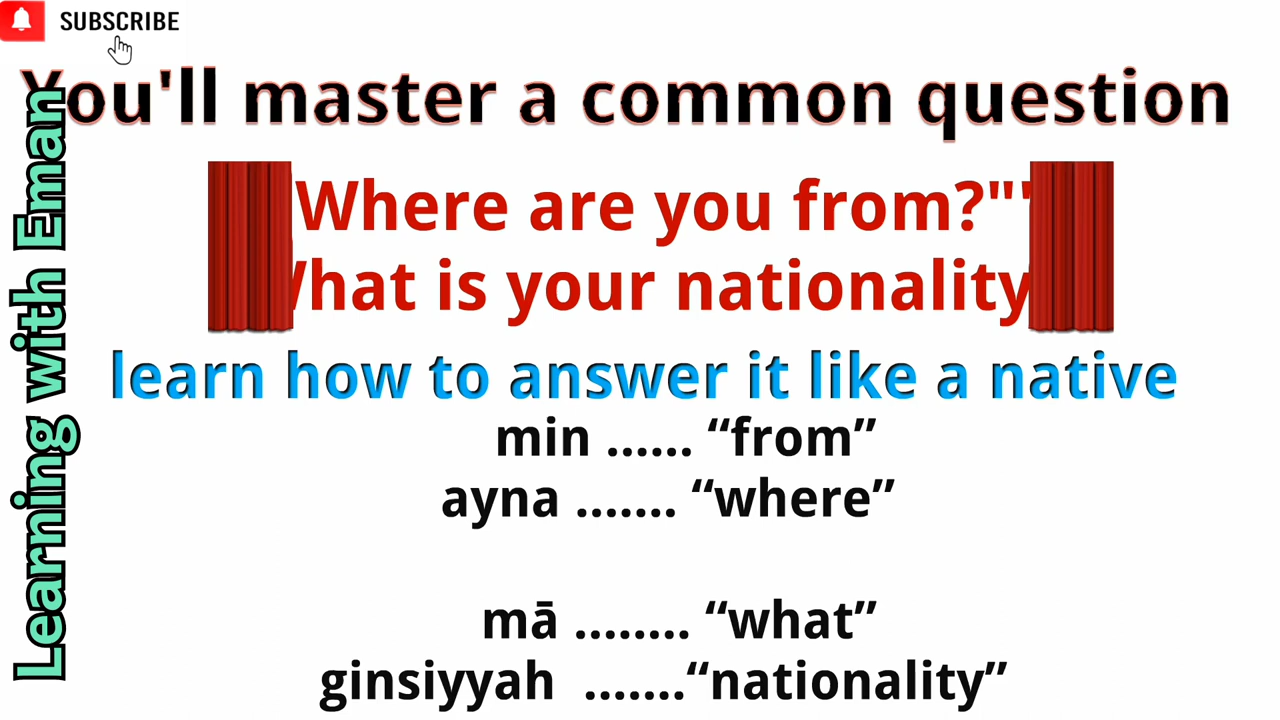 SUBSCRIBE
You'll master a common question
Where are you from?"
What is your nationality
learn how to answer it like a native
min ...... “from”
ayna ....... “where”
mā ........ “what”
ginsiyyah .......“nationality”
Learning with Eman